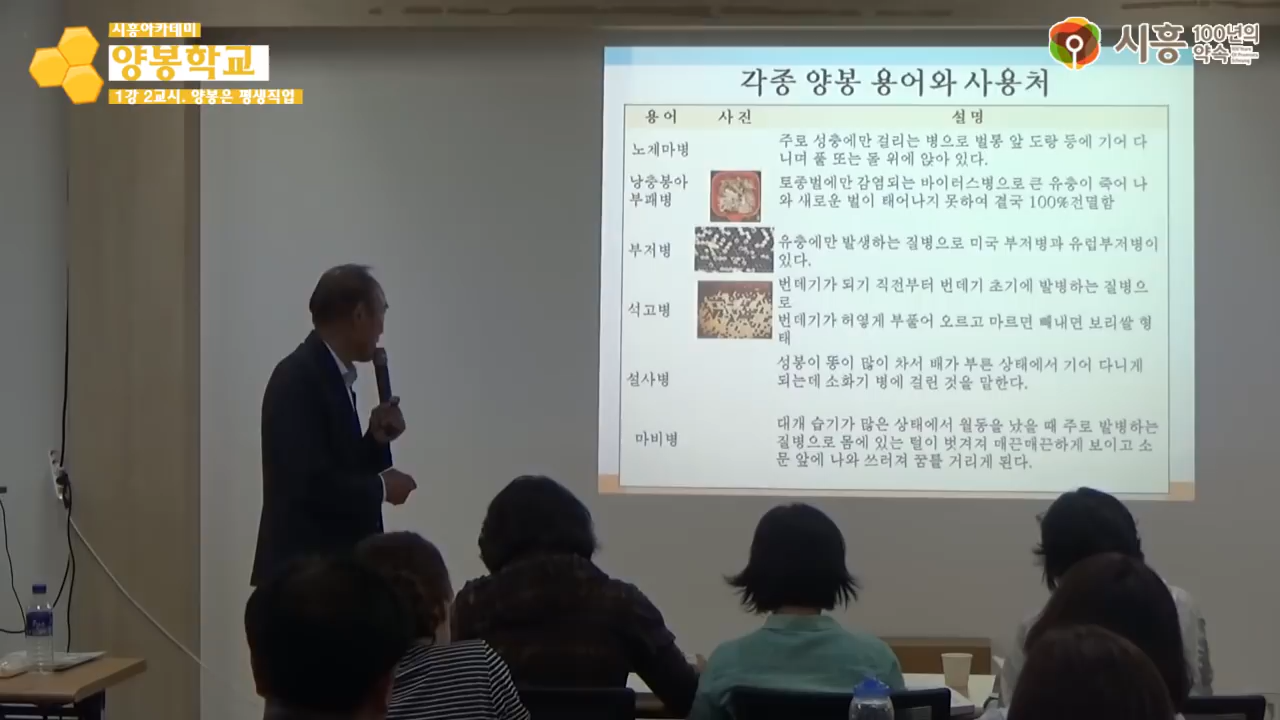 시흥아카데미
양봉학교
1강 2교시. 양봉은 평생직업
시흥 100년의 약속
각종 양봉 용어와 사용처
용어 사진 설명
노제마병
주로 성충에만 걸리는 병으로 벌통 앞 도랑 등에 기어 다
니며 풀 또는 돌 위에 앉아 있다.
낭충봉아
부패병
토종벌에만 감염되는 바이러스병으로 큰 유충이 죽어 나
와 새로운 벌이 태어나지 못하여 결국 100%전멸함
부저병
유충에만 발생하는 질병으로 미국 부저병과 유럽부저병이
있다.
석고병
번데기가 되기 직전부터 번데기 초기에 발병하는 질병으
로
번데기가 허옇게 부풀어 오르고 마르면 빼내면 보리쌀 형
태
설사병
성봉이 똥이 많이 차서 배가 부른 상태에서 기어 다니게
되는데 소화기 병에 걸린 것을 말한다.
마비병
대개 습기가 많은 상태에서 월동을 났을 때 주로 발병하는
질병으로 몸에 있는 털이 벗겨져 매끈매끈하게 보이고 소
문 앞에 나와 쓰러져 꿈틀 거리게 된다.